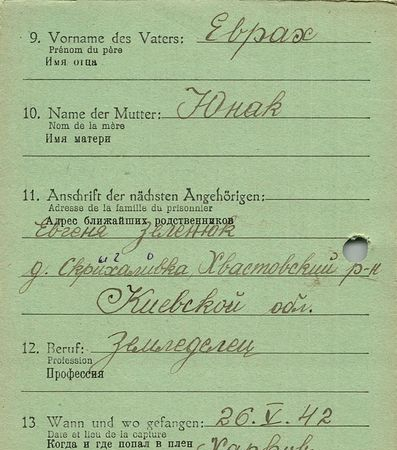 9. Vorname des Vaters: Еврах
Prénom du père
Имя отца
10. Name der Mutter: Юнак
Nom de la mère
Имя матери
11. Anschrift der nächsten Angehörigen:
Adresse de la famille du prisonnier
Адрес ближайших родственников
Евгеня Зеленюк
д. Скрихаливка Хвастовский р-н
Киевской обл.
12. Beruf: Земледелец
Profession
Профессия
13 Wann und wo gefangen: 26. V. 42
Date et lieu de la capture
Когда и где попал в плен